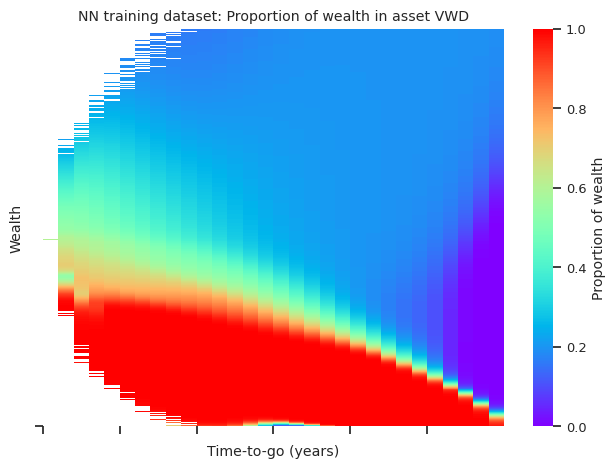 NN training dataset: Proportion of wealth in asset VWD
Wealth
Time-to-go (years)
1.0
0.8
0.6
0.4
0.2
0.0
Proportion of wealth